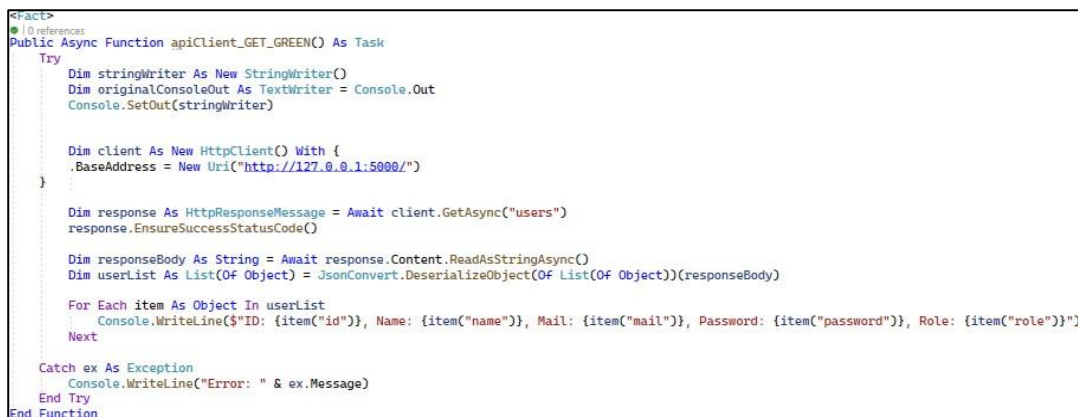 <Fact>
0 references
Public Async Function apiClient_GET_GREEN() As Task
Try
Dim stringWriter As New StringWriter()
Dim originalConsoleOut As TextWriter = Console.Out
Console.SetOut(stringWriter)
Dim client As New HttpClient() With {
.BaseAddress = New Uri("http://127.0.0.1:5000/")
}
Dim response As HttpResponseMessage = Await client.GetAsync("users")
response.EnsureSuccessStatusCode()
Dim responseBody As String = Await response.Content.ReadAsStringAsync()
Dim userList As List(Of Object) = JsonConvert.DeserializeObject(Of List(Of Object))(responseBody)
For Each item As Object In userList
Console.WriteLine($"ID: {item("id")}, Name: {item("name")}, Mail: {item("mail")}, Password: {item("password")}, Role: {item("role")}")
Next
Catch ex As Exception
Console.WriteLine("Error: " & ex.Message)
End Try
End Function